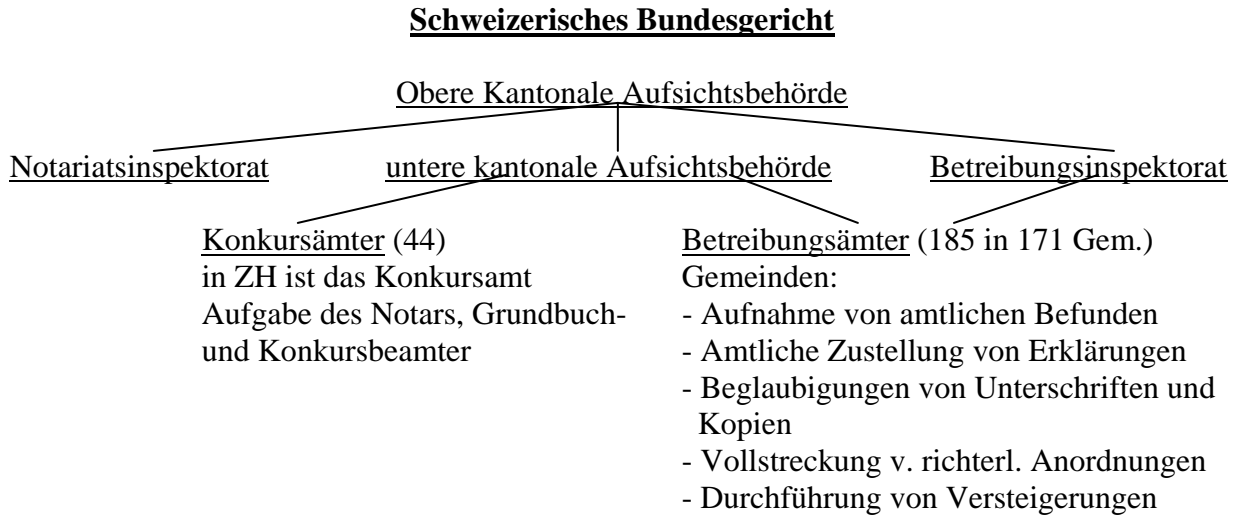 Schweizerisches Bundesgericht
Obere Kantonale Aufsichtsbehörde
Notariatsinspektorat
untere kantonale Aufsichtsbehörde
Betreibungsinspektorat
Konkursämter (44)
in ZH ist das Konkursamt
Aufgabe des Notars, Grundbuch-
und Konkursbeamter
Betreibungsämter (185 in 171 Gem.)
Gemeinden:
- Aufnahme von amtlichen Befunden
- Amtliche Zustellung von Erklärungen
- Beglaubigungen von Unterschriften und
Kopien
- Vollstreckung v. richterl. Anordnungen
- Durchführung von Versteigerungen